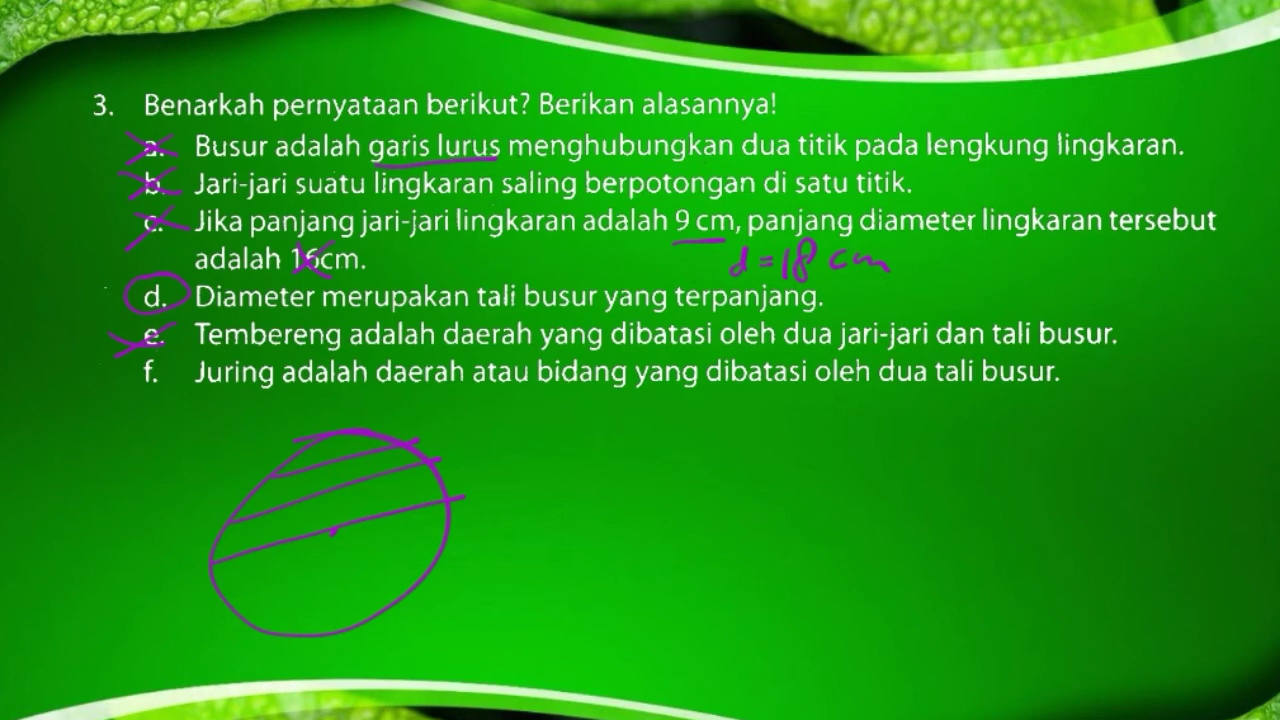 3. Benarkah pernyataan berikut? Berikan alasannya!
a. Busur adalah garis lurus menghubungkan dua titik pada lengkung lingkaran.
b. Jari-jari suatu lingkaran saling berpotongan di satu titik.
c. Jika panjang jari-jari lingkaran adalah 9 cm, panjang diameter lingkaran tersebut
adalah 16cm.
d = 18 cm
d. Diameter merupakan tali busur yang terpanjang.
e. Tembereng adalah daerah yang dibatasi oleh dua jari-jari dan tali busur.
f. Juring adalah daerah atau bidang yang dibatasi oleh dua tali busur.